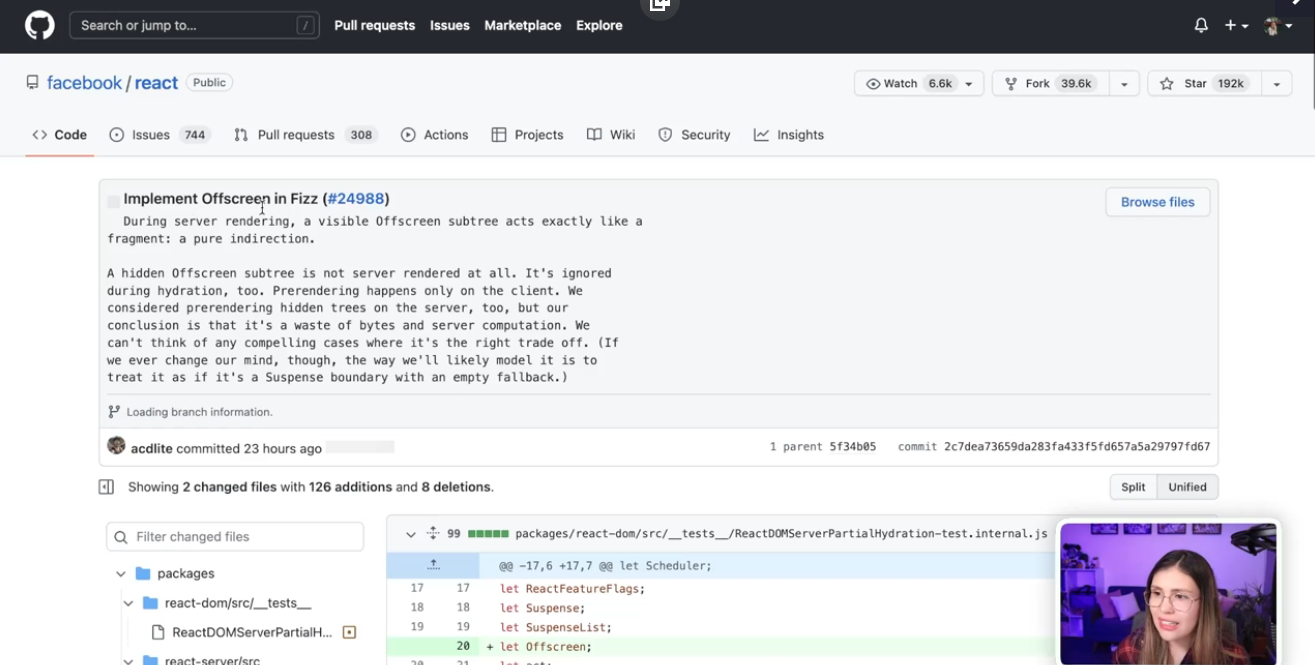 Search or jump to... /
Pull requests Issues Marketplace Explore
facebook / react Public
Watch 6.6k Fork 39.6k Star 192k
Code Issues 744 Pull requests 308 Actions Projects Wiki Security Insights
Implement Offscreen in Fizz (#24988)
Browse files
During server rendering, a visible Offscreen subtree acts exactly like a
fragment: a pure indirection.
A hidden Offscreen subtree is not server rendered at all. It's ignored
during hydration, too. Prerendering happens only on the client. We
considered prerendering hidden trees on the server, too, but our
conclusion is that it's a waste of bytes and server computation. We
can't think of any compelling cases where it's the right trade off. (If
we ever change our mind, though, the way we'll likely model it is to
treat it as if it's a Suspense boundary with an empty fallback.)
Loading branch information.
acdlite committed 23 hours ago
1 parent 5f34b05 commit 2c7dea73659da283fa433f5fd657a5a29797fd67
Showing 2 changed files with 126 additions and 8 deletions.
Split Unified
Filter changed files
packages
react-dom/src/__tests__
ReactDOMServerPartialH...
react-server/src
99 packages/react-dom/src/__tests__/ReactDOMServerPartialHydration-test.internal.js
@@ -17,6 +17,7 @@ let Scheduler;
17 17 let ReactFeatureFlags;
18 18 let Suspense;
19 19 let SuspenseList;
20 + let Offscreen;
20 21 let act;